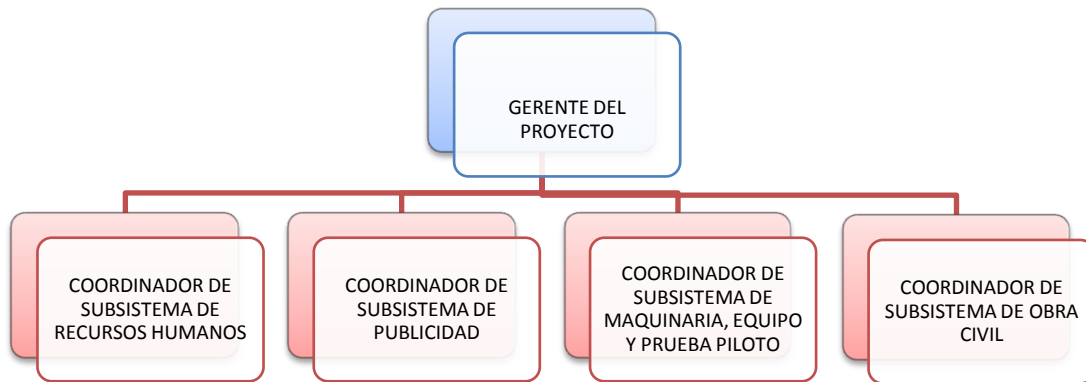 GERENTE DEL
PROYECTO
COORDINADOR DE
SUBSISTEMA DE
RECURSOS HUMANOS
COORDINADOR DE
SUBSISTEMA DE
PUBLICIDAD
COORDINADOR DE
SUBSISTEMA DE
MAQUINARIA, EQUIPO
Y PRUEBA PILOTO
COORDINADOR DE
SUBSISTEMA DE OBRA
CIVIL